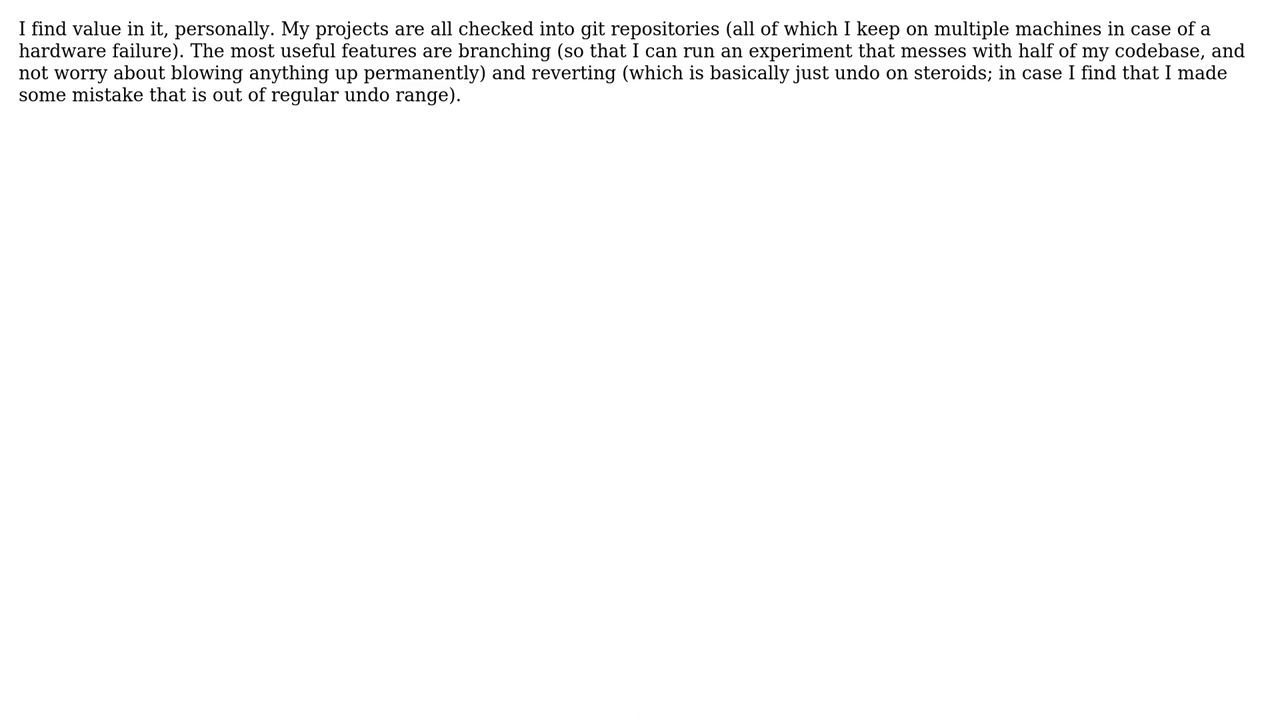 I find value in it, personally. My projects are all checked into git repositories (all of which I keep on multiple machines in case of a
hardware failure). The most useful features are branching (so that I can run an experiment that messes with half of my codebase, and
not worry about blowing anything up permanently) and reverting (which is basically just undo on steroids; in case I find that I made
some mistake that is out of regular undo range).